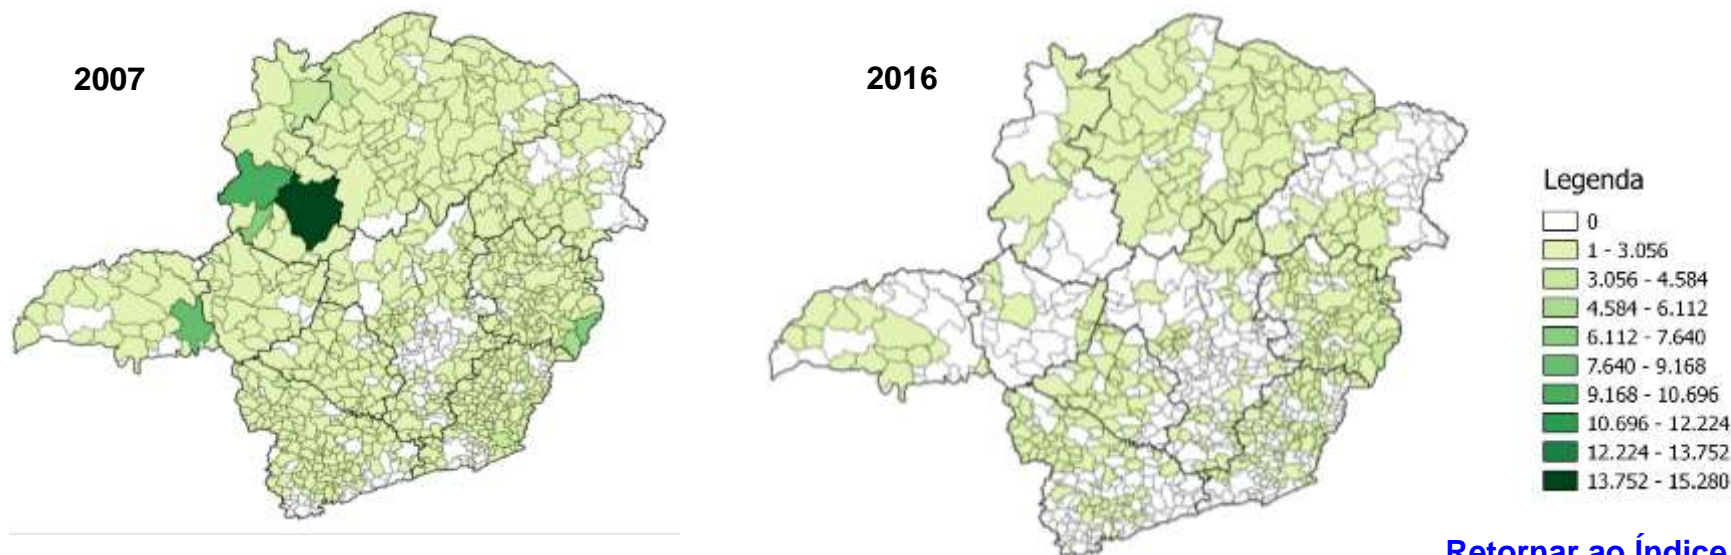 2007
2016
Legenda
0
1 - 3.056
3.056 - 4.584
4.584 - 6.112
6.112 - 7.640
7.640 - 9.168
9.168 - 10.696
10.696 - 12.224
12.224 - 13.752
13.752 - 15.280
Retornar ao Índice